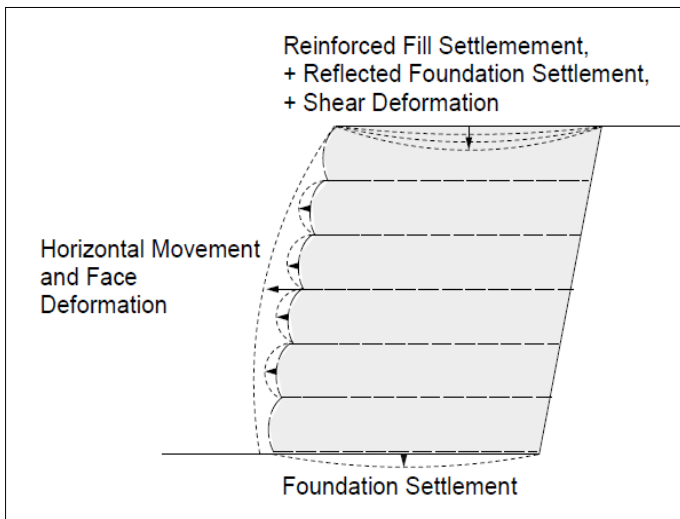 Reinforced Fill Settlemement,
+ Reflected Foundation Settlement,
+ Shear Deformation
Horizontal Movement
and Face
Deformation
Foundation Settlement